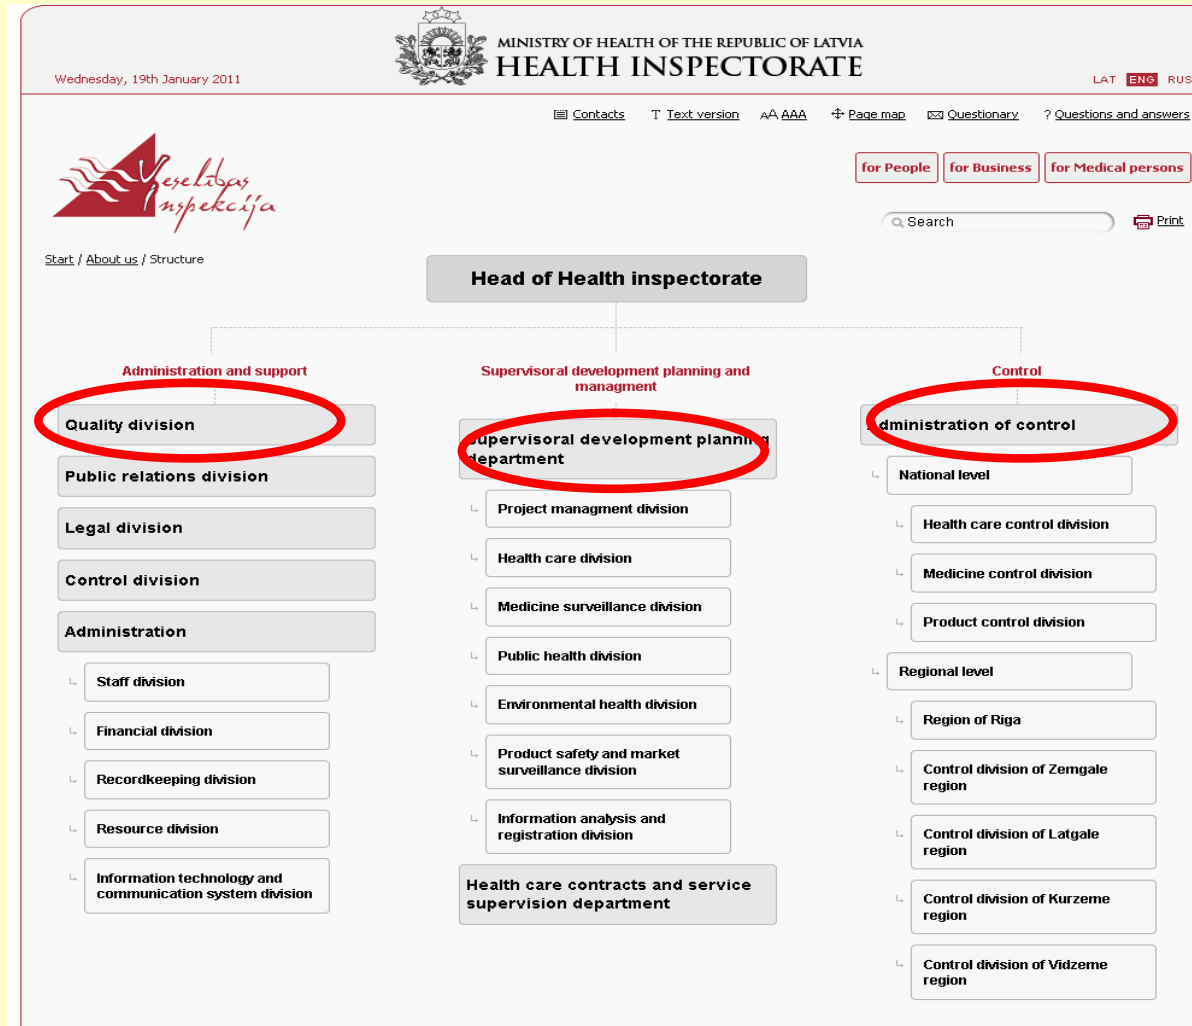 MINISTRY OF HEALTH OF THE REPUBLIC OF LATVIA
HEALTH INSPECTORATE
Wednesday, 19th January 2011
LAT ENG RUS
Contacts T Text version AA AAA Page map Questionary ? Questions and answers
Veselības
Inspekcija
for People for Business for Medical persons
Search Print
Start / About us / Structure
Head of Health inspectorate
Administration and support
Quality division
Public relations division
Legal division
Control division
Administration
Staff division
Financial division
Recordkeeping division
Resource division
Information technology and
communication system division
Supervisoral development planning and
managment
Supervisoral development planning
department
Project managment division
Health care division
Medicine surveillance division
Public health division
Environmental health division
Product safety and market
surveillance division
Information analysis and
registration division
Health care contracts and service
supervision department
Control
Administration of control
National level
Health care control division
Medicine control division
Product control division
Regional level
Region of Riga
Control division of Zemgale
region
Control division of Latgale
region
Control division of Kurzeme
region
Control division of Vidzeme
region